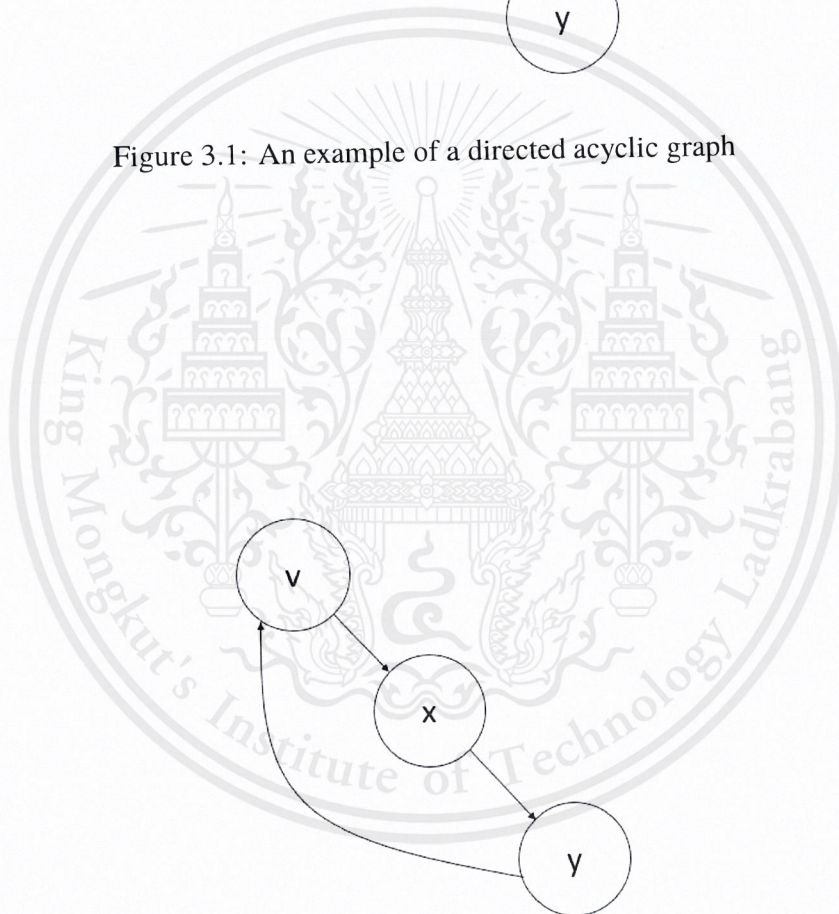 y
Figure 3.1: An example of a directed acyclic graph
King Mongkut's Institute of Technology Ladkrabang
v
x
y